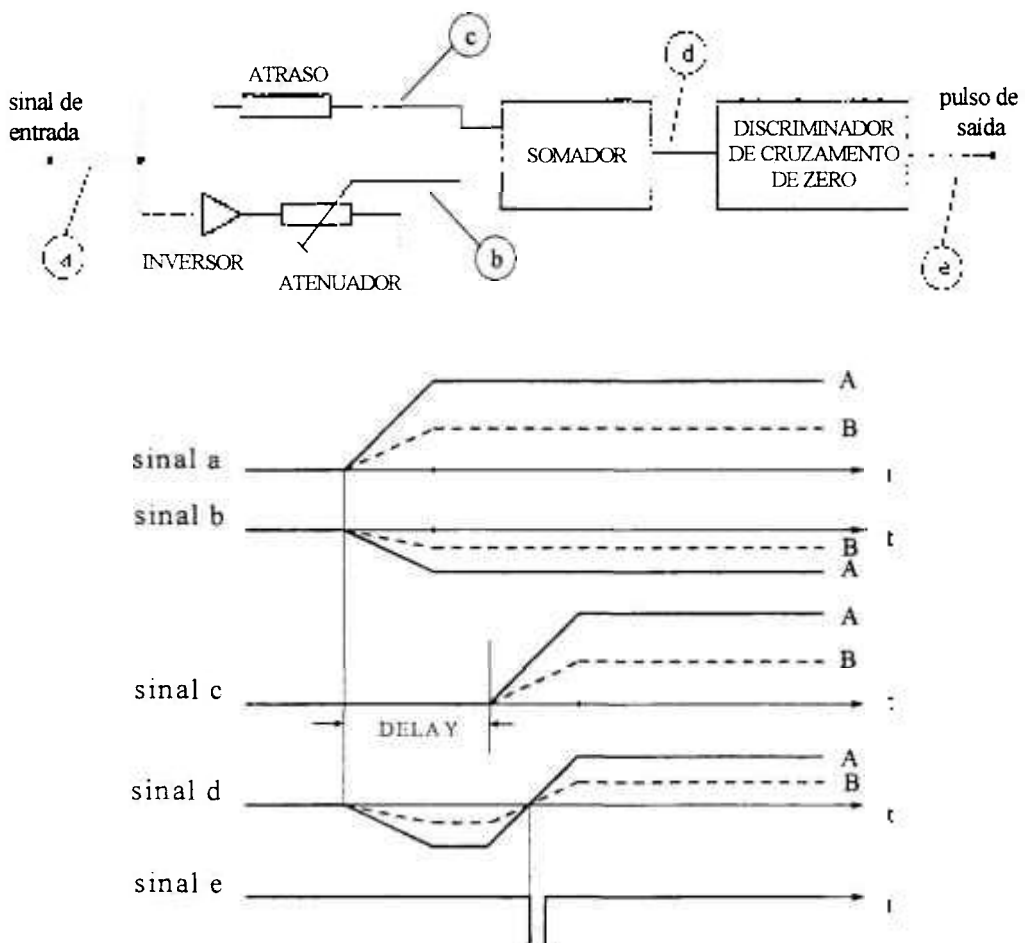 c
d
ATRASO
sinal de
entrada
pulso de
saída
SOMADOR
DISCRIMINADOR
DE CRUZAMENTO
DE ZERO
a
INVERSOR
ATENUADOR
b
e
A
B
sinal a
sinal b
t
B
A
A
B
sinal c
DELAY
A
B
sinal d
t
sinal e